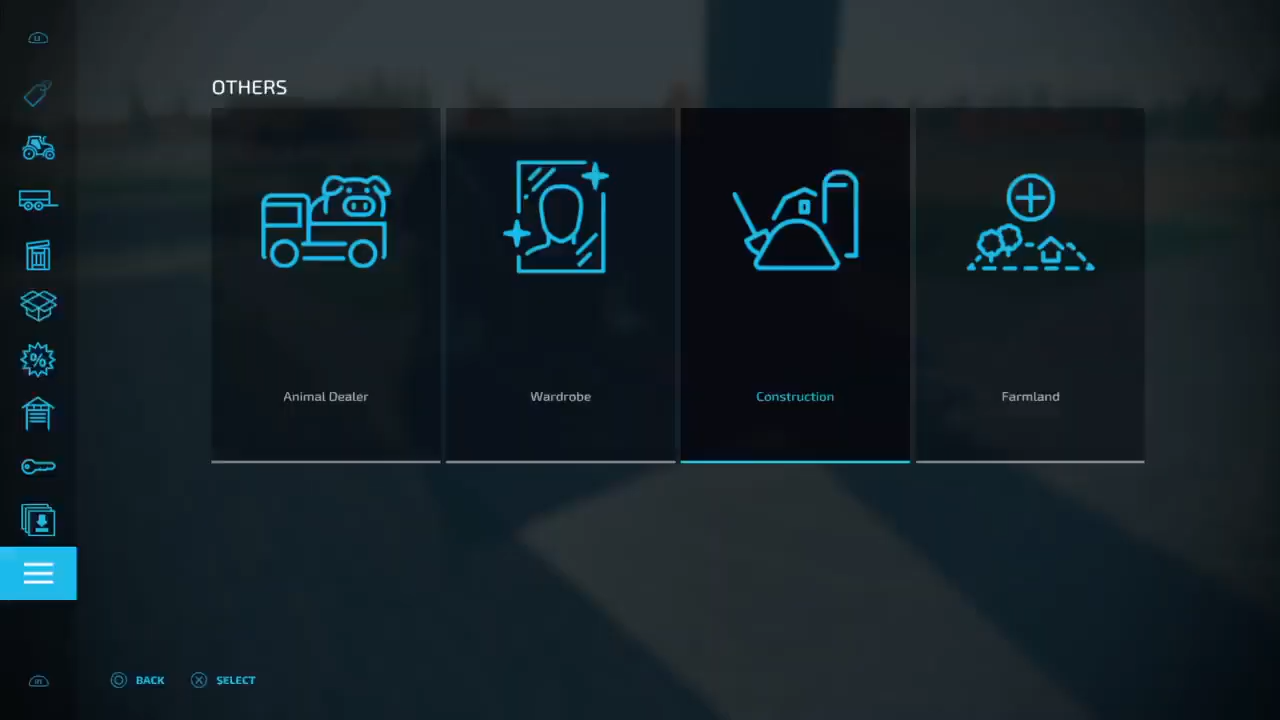 OTHERS
Animal Dealer
Wardrobe
Construction
Farmland
BACK
SELECT